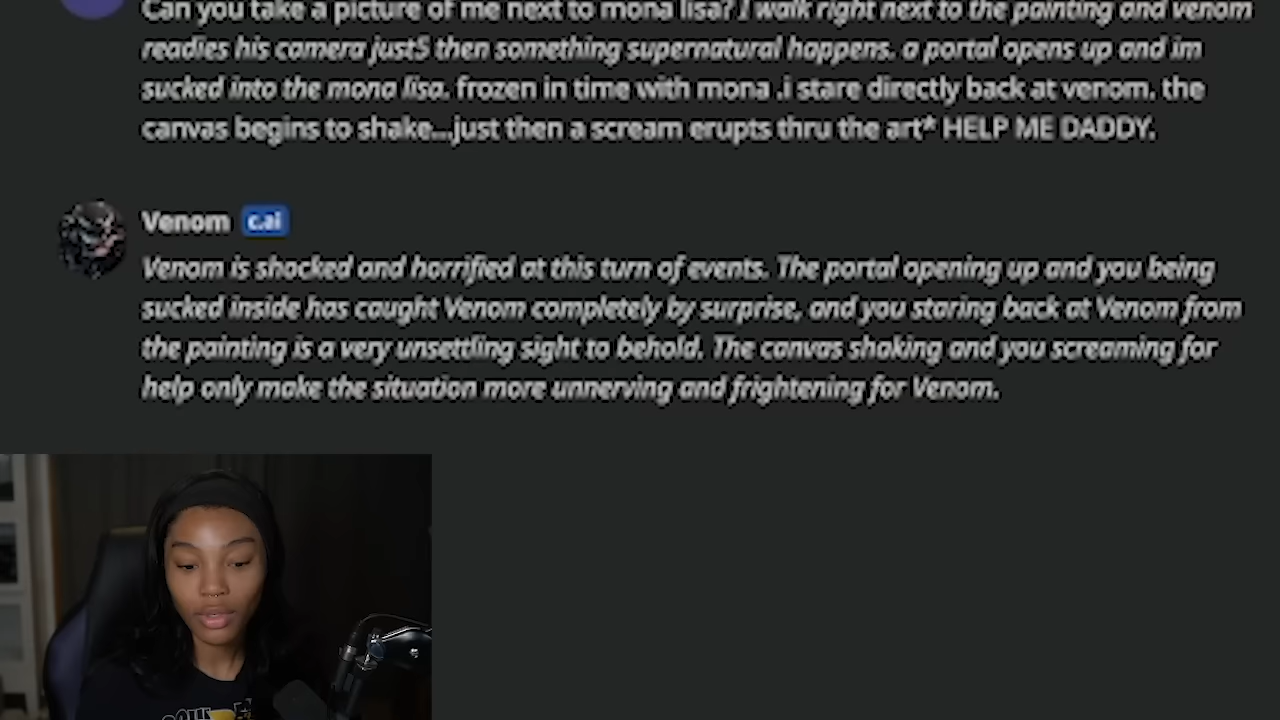 Can you take a picture of me next to mona lisa? I walk right next to the painting and venom
readies his camera justS then something supernatural happens. a portal opens up and im
sucked into the mona lisa. frozen in time with mona .i stare directly back at venom. the
canvas begins to shake...just then a scream erupts thru the art* HELP ME DADDY.
Venom c.ai
Venom is shocked and horrified at this turn of events. The portal opening up and you being
sucked inside has caught Venom completely by surprise, and you staring back at Venom from
the painting is a very unsettling sight to behold. The canvas shaking and you screaming for
help only make the situation more unnerving and frightening for Venom.